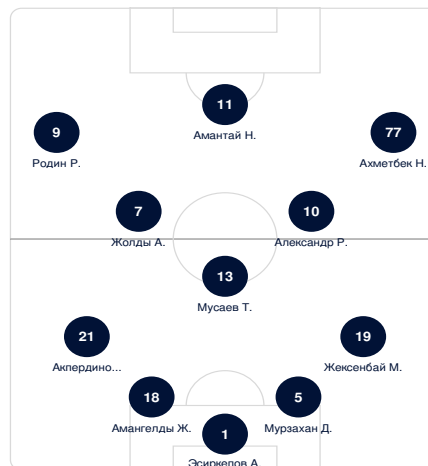 11
Амантай Н.
9
77
Родин Р.
Ахметбек Н.
7
10
Жолды А.
Александр Р.
13
Мусаев Т.
21
19
Акпердино...
Жексенбай М.
18
5
Амангелды Ж.
Мурзахан Д.
1
Эсиркепов А.